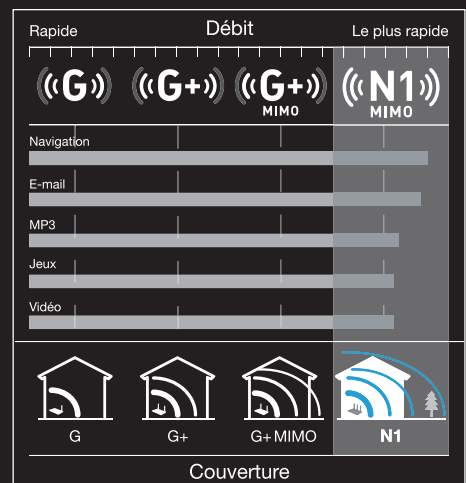 Rapide Débit Le plus rapide
G G+ G+ MIMO N1 MIMO
Navigation
E-mail
MP3
Jeux
Vidéo
G G+ G+ MIMO N1
Couverture